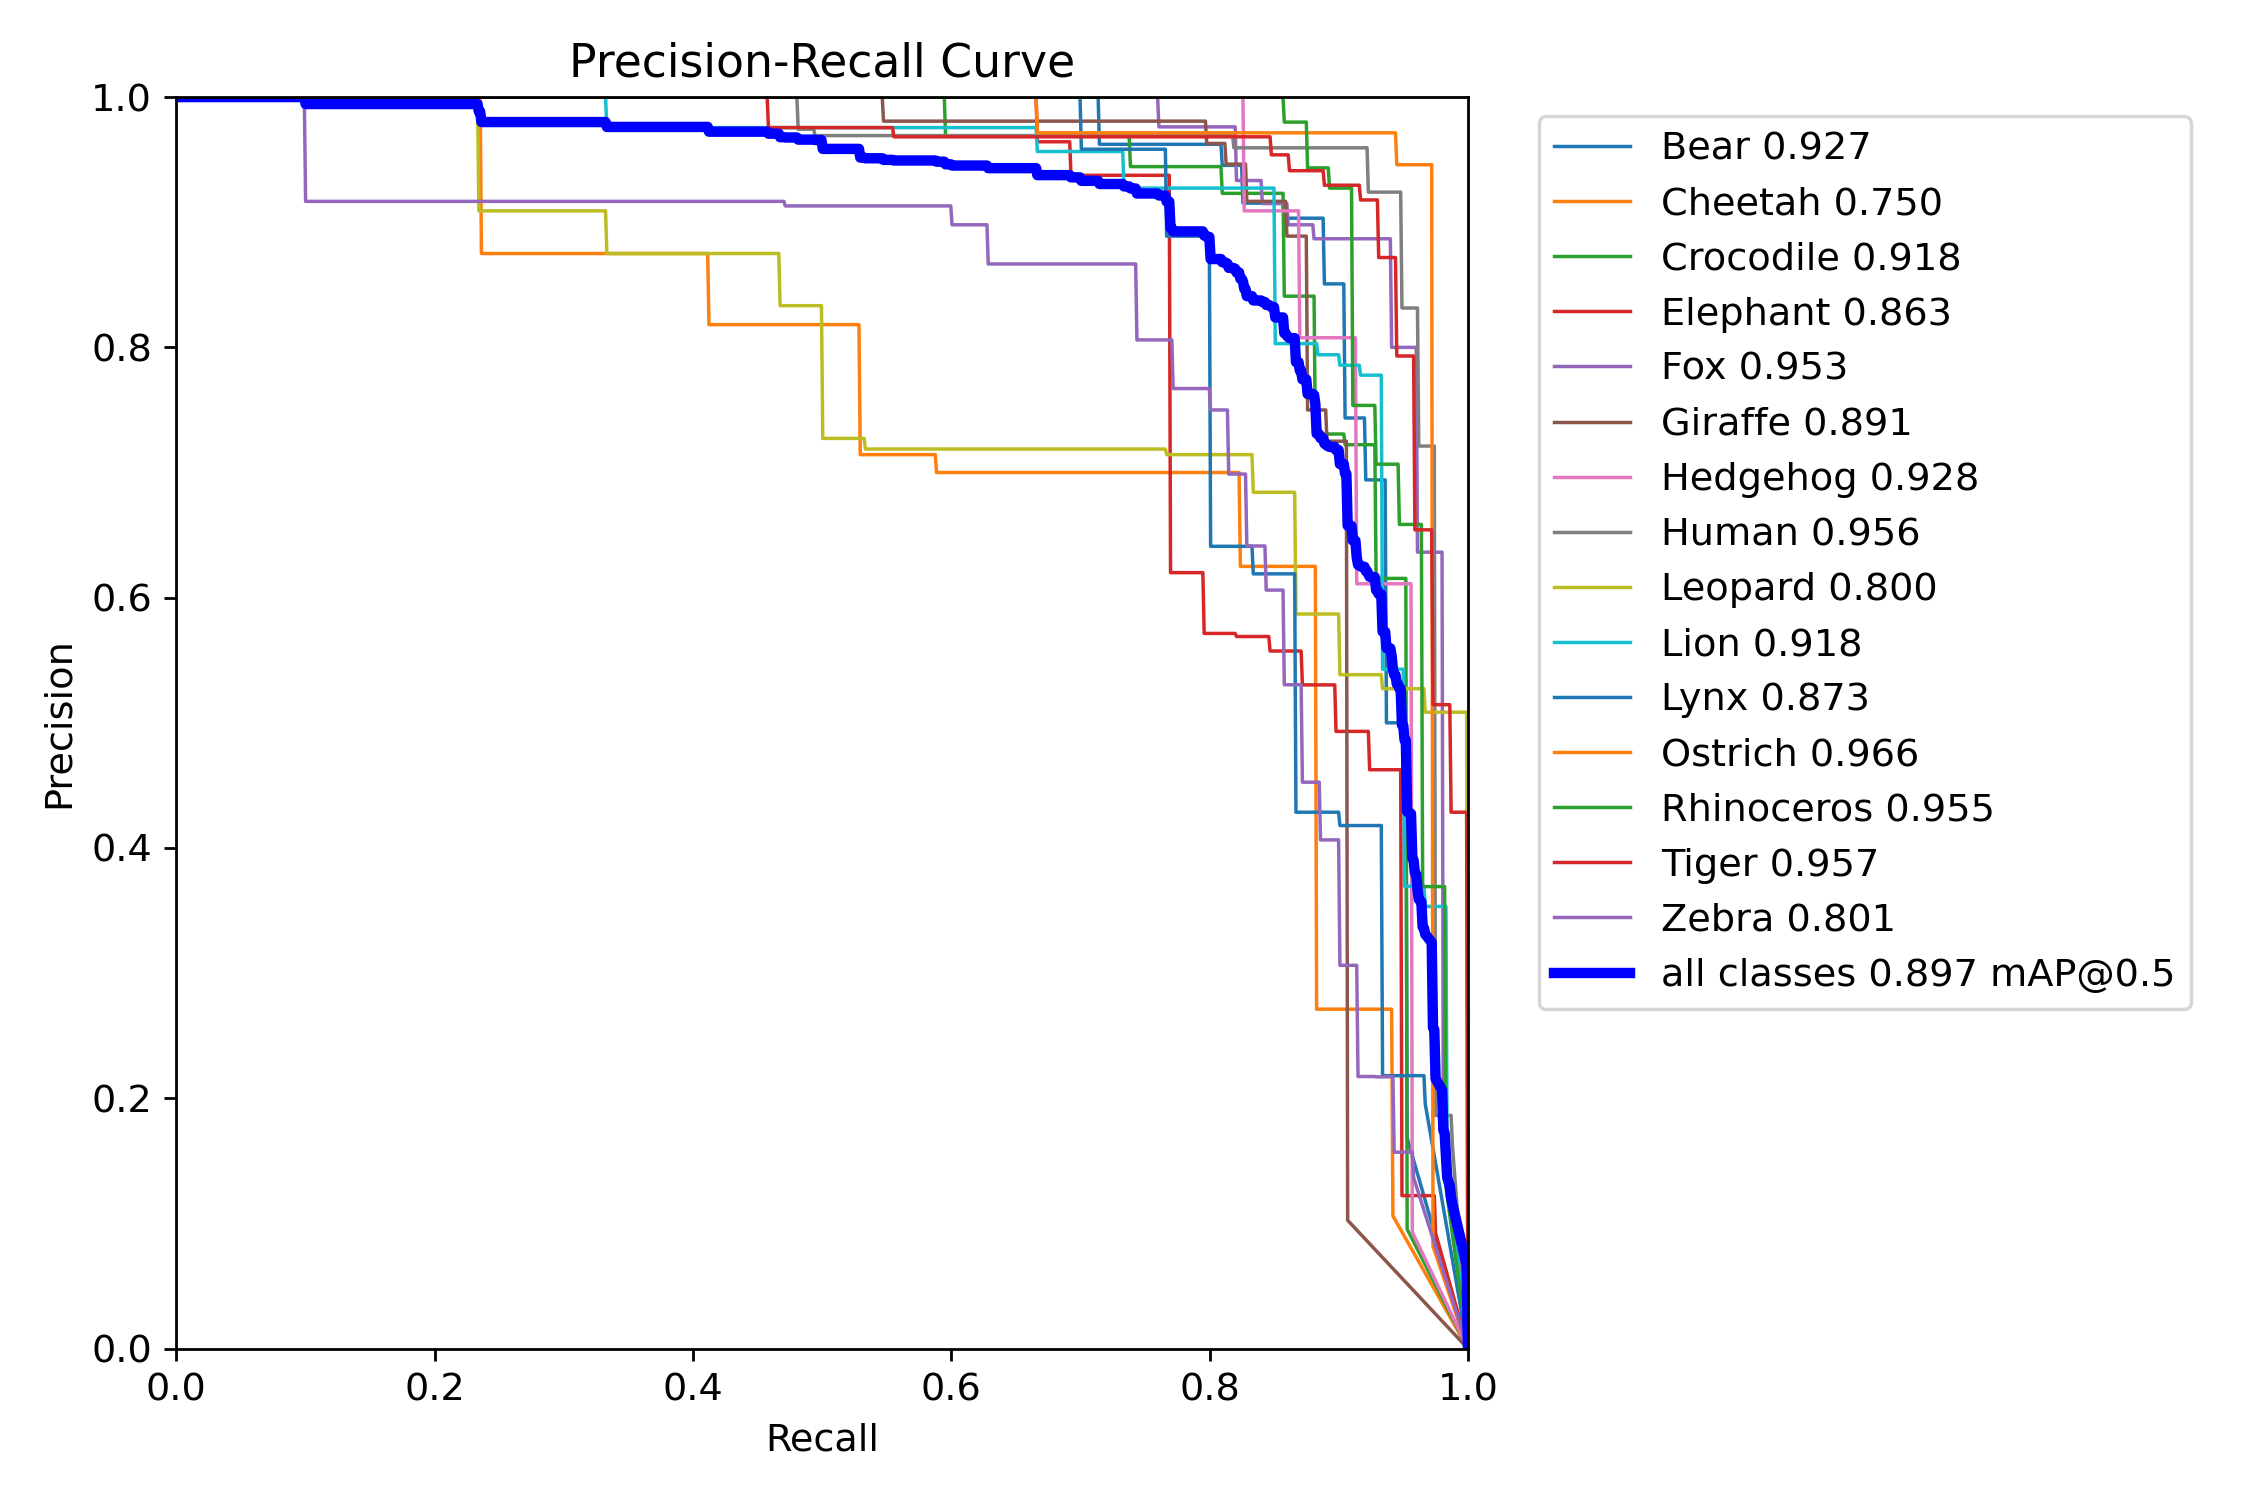 Precision-Recall Curve
1.0
0.8
0.6
0.4
0.2
0.0
Precision
0.0 0.2 0.4 0.6 0.8 1.0
Recall
Bear 0.927
Cheetah 0.750
Crocodile 0.918
Elephant 0.863
Fox 0.953
Giraffe 0.891
Hedgehog 0.928
Human 0.956
Leopard 0.800
Lion 0.918
Lynx 0.873
Ostrich 0.966
Rhinoceros 0.955
Tiger 0.957
Zebra 0.801
all classes 0.897 mAP@0.5